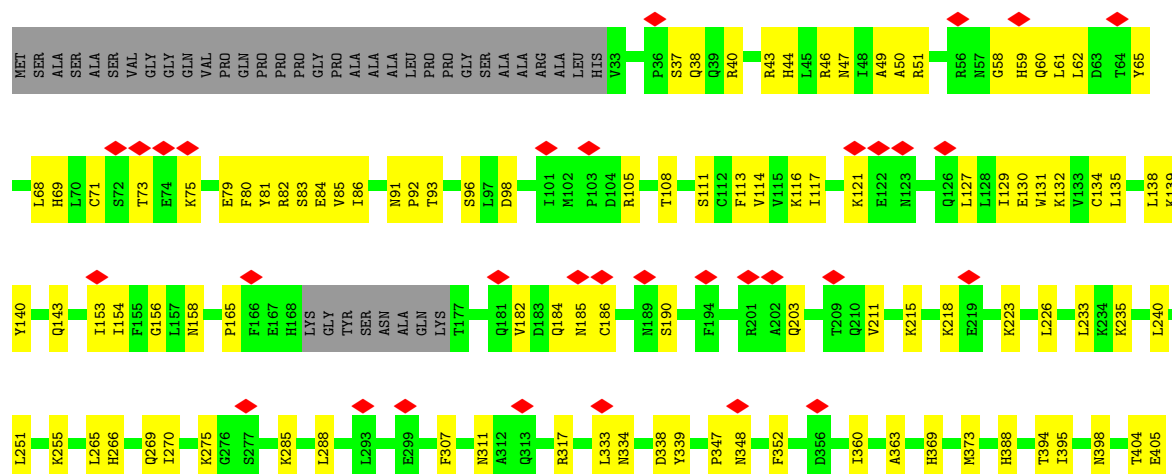 MET SER ALA SER ALA SER VAL GLY GLY GLN VAL PRO GLN PRO PRO PRO GLY PRO ALA ALA ALA LEU PRO PRO GLY SER ALA ALA ARG ALA LEU HIS V33 P36 S37 Q38 Q39 R40 R43 H44 L45 R46 N47 I48 A49 A50 R51 R56 N57 G58 H59 Q60 L61 L62 D63 T64 Y65
L68 H69 L70 C71 S72 T73 E74 K75 E79 F80 Y81 R82 S83 E84 V85 I86 N91 P92 T93 S96 L97 D98 I101 M102 P103 D104 R105 T108 S111 C112 F113 V114 V115 K116 I117 K121 E122 N123 Q126 L127 L128 I129 E130 W131 K132 V133 C134 L135 L138 K139
Y140 Q143 I153 I154 F155 G156 L157 N158 P165 F166 E167 H168 LYS GLY TYR SER ASN ALA GLN LYS T177 Q181 V182 D183 Q184 N185 C186 N189 S190 F194 R201 A202 Q203 T209 Q210 V211 K215 K218 E219 K223 L226 L233 K234 K235 L240
L251 K255 L265 H266 Q269 I270 K275 G276 S277 K285 L288 L293 E299 F307 N311 A312 Q313 R317 L333 N334 D338 Y339 P347 N348 F352 D356 I360 A363 H369 M373 H388 T394 I395 N398 T404 E405